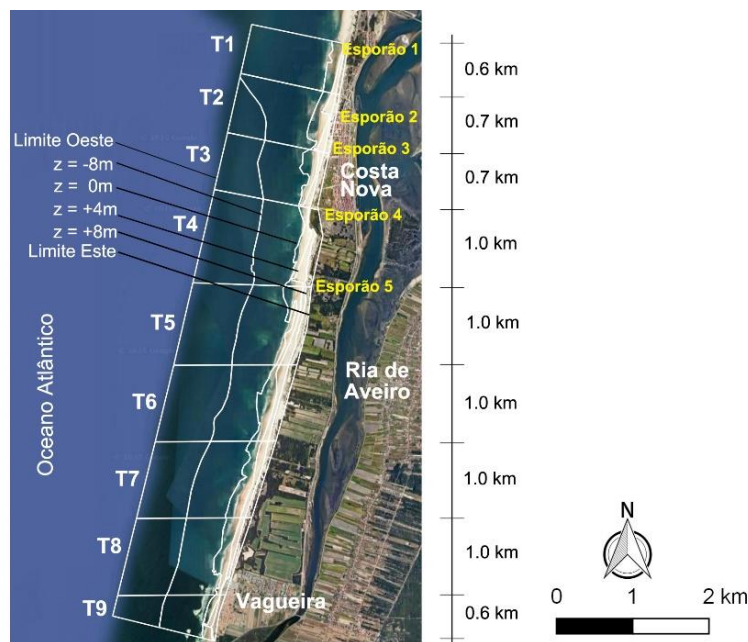 T1
Esporão 1
0.6 km
T2
Esporão 2
0.7 km
Limite Oeste
T3
Esporão 3
z = -8m
Costa
Nova
0.7 km
z = 0m
z = +4m
T4
Esporão 4
z = +8m
1.0 km
Limite Este
Esporão 5
T5
1.0 km
Oceano Atlântico
Ria de
Aveiro
T6
1.0 km
T7
1.0 km
N
T8
1.0 km
0 1 2 km
T9
Vagueira
0.6 km